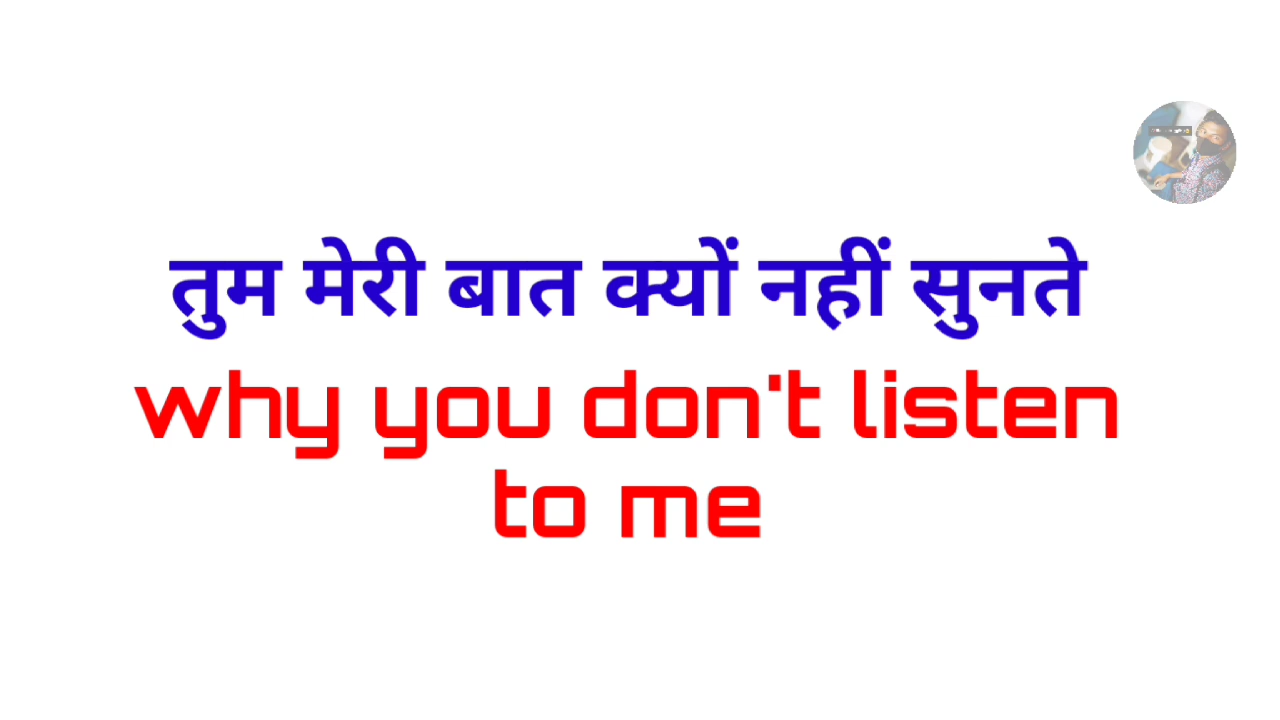 तुम मेरी बात क्यों नहीं सुनते
why you don't listen
to me